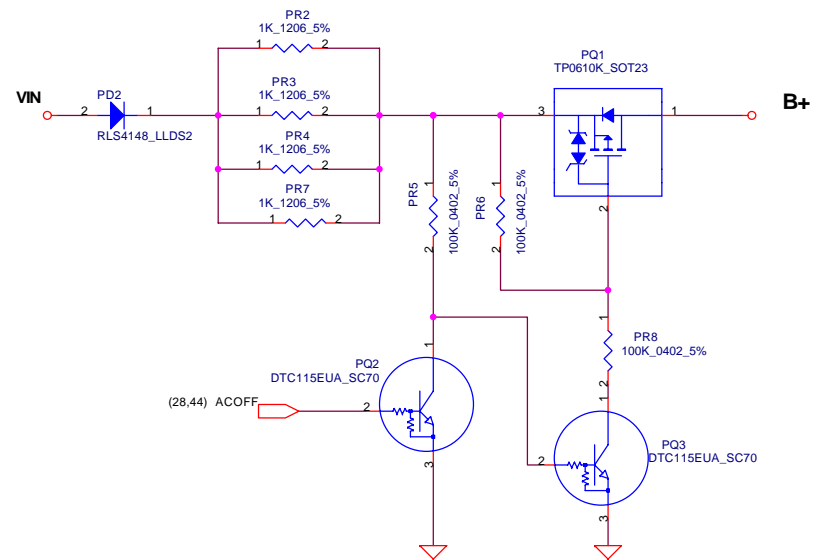 PR2
1K_1206_5%
1 2
PQ1
TP0610K_SOT23
VIN
PD2
2 1
RLS4148_LLDS2
PR3
1K_1206_5%
1 2
3 1
B+
PR4
1K_1206_5%
1 2
PR7
1K_1206_5%
1 2
1
PR5
100K_0402_5%
2
1
PR6
100K_0402_5%
2
2
1
PR8
100K_0402_5%
2
PQ2
DTC115EUA_SC70
1
(28,44) ACOFF
2
3
1
PQ3
DTC115EUA_SC70
2
3